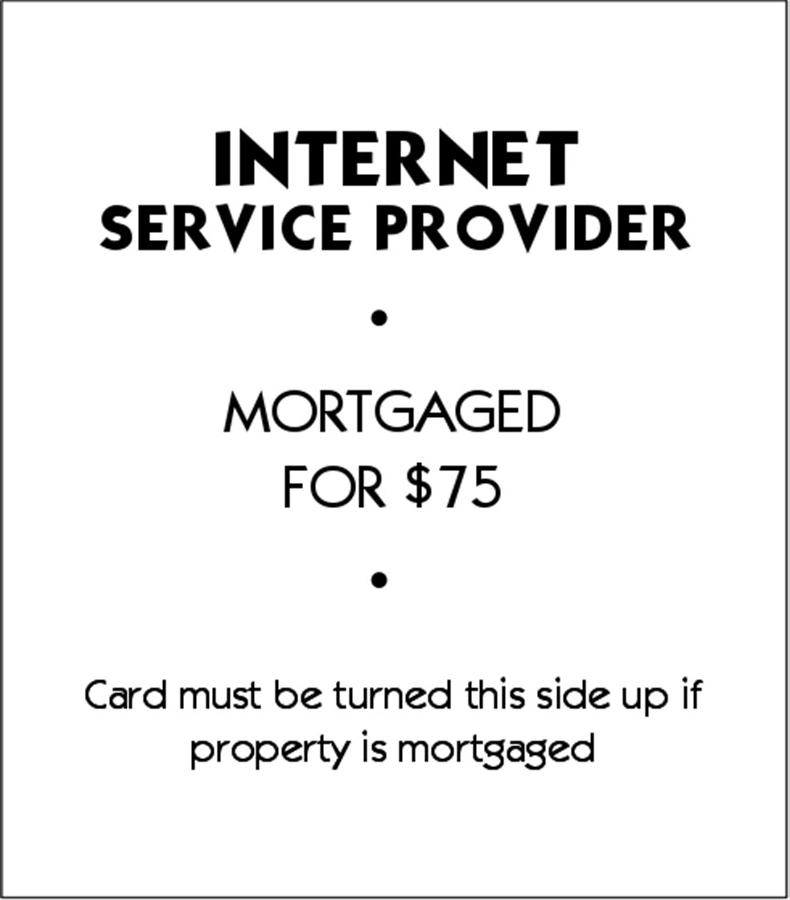 INTERNET
SERVICE PROVIDER
•
MORTGAGED
FOR $75
•
Card must be turned this side up if
property is mortgaged